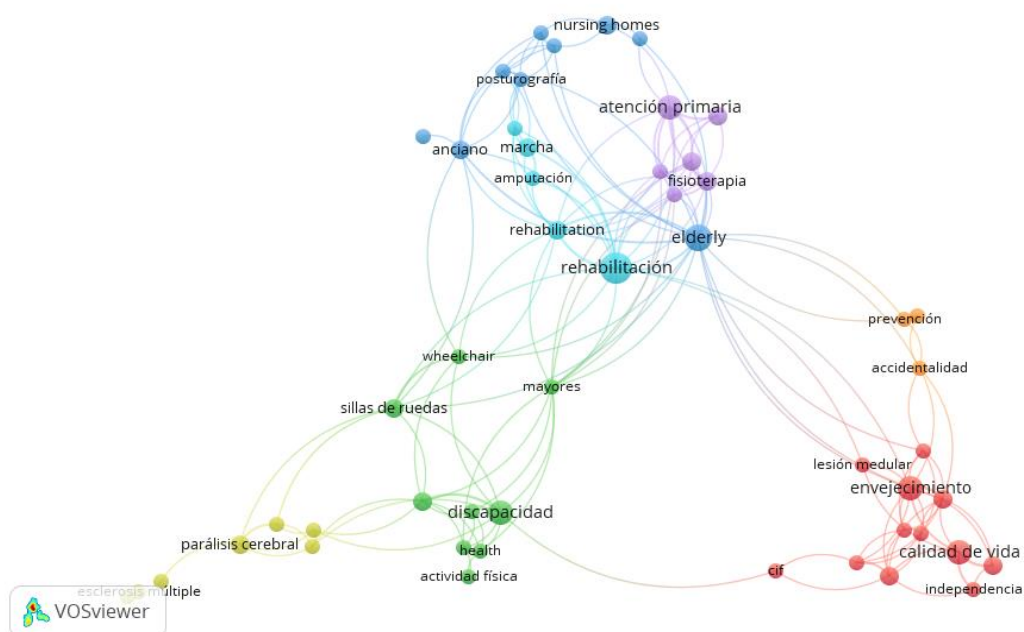 nursing homes
posturografía
atención primaria
anciano
marcha
amputación
fisioterapia
rehabilitation
elderly
rehabilitación
prevención
wheelchair
accidentalidad
mayores
sillas de ruedas
lesión medular
envejecimiento
discapacidad
parálisis cerebral
health
calidad de vida
cif
actividad física
independencia
esclerosis múltiple
VOSviewer